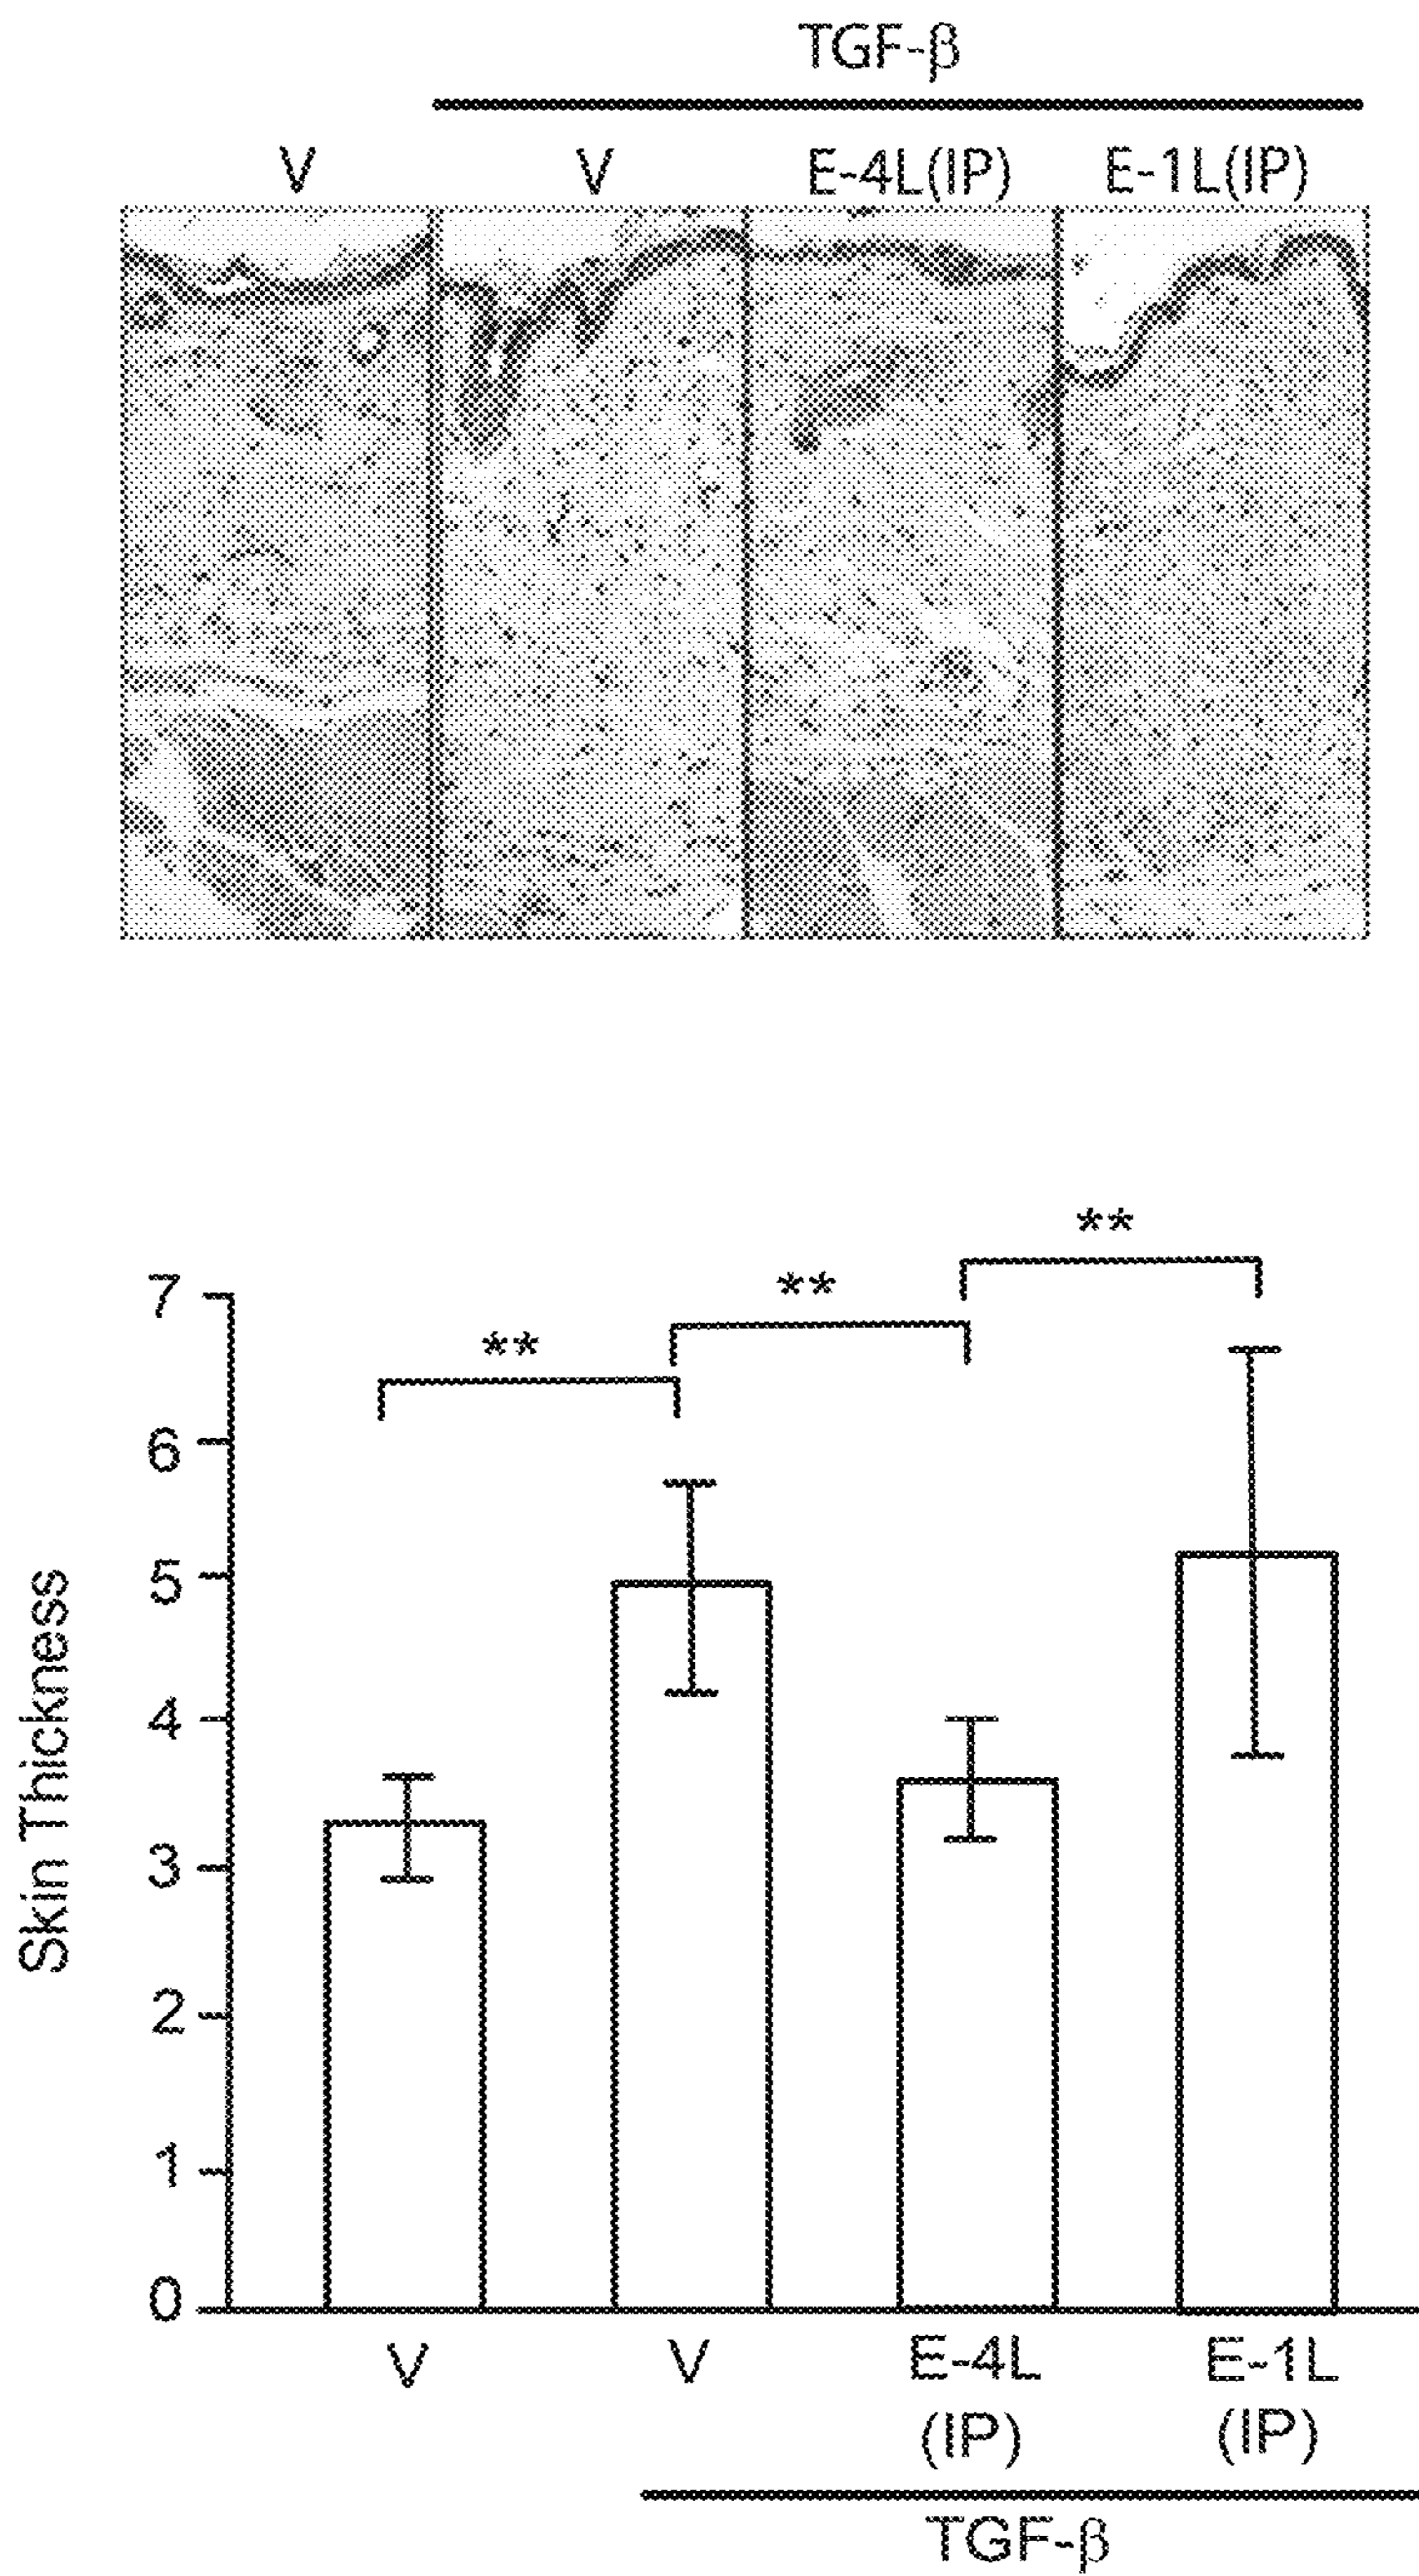 TGF-β
V V E-4L(IP) E-1L(IP)
**
**
**
7
6
5
4
3
2
1
0
Skin Thickness
V V E-4L E-1L
(IP) (IP)
TGF-β